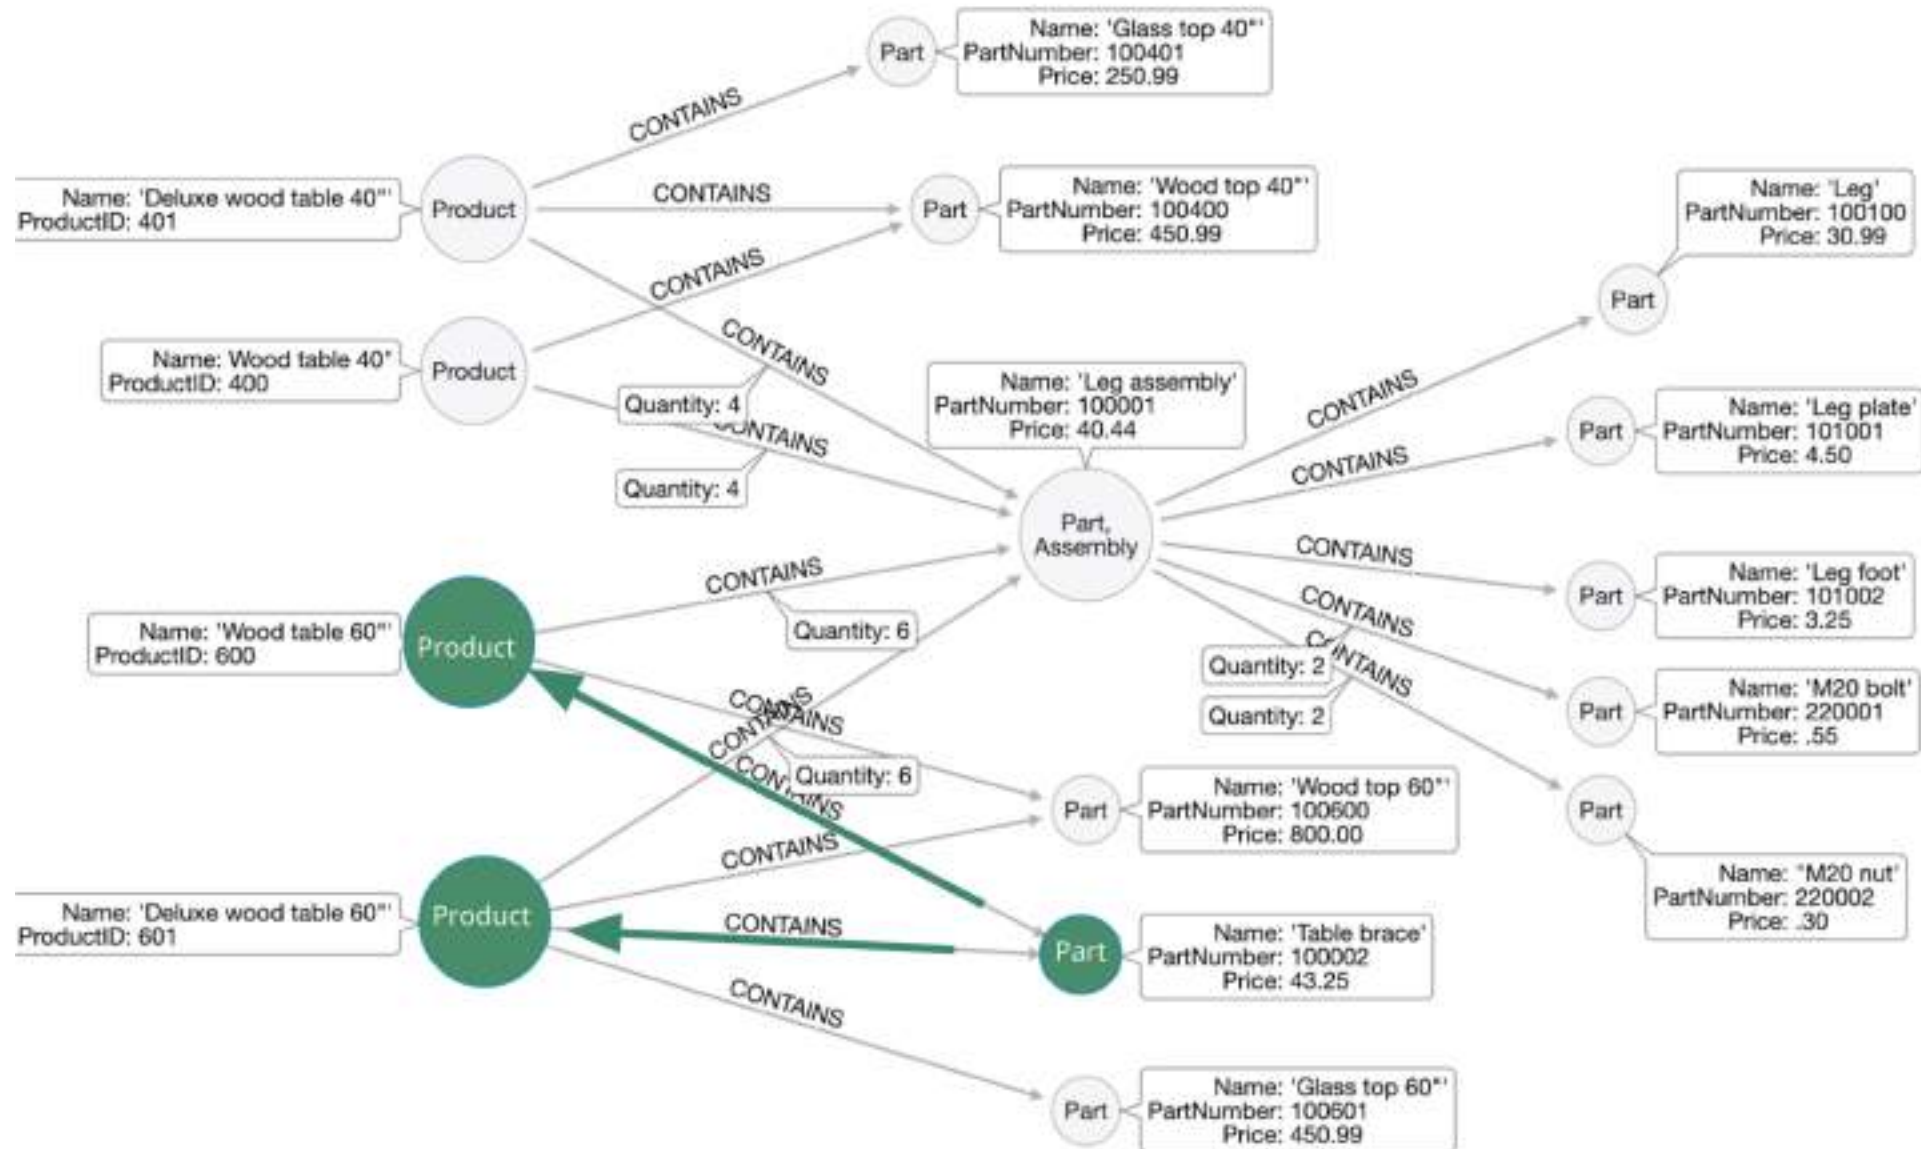 Name: 'Glass top 40"'
Part
PartNumber: 100401
Price: 250.99
CONTAINS
Name: 'Deluxe wood table 40"'
ProductID: 401
Product
CONTAINS
Part
Name: 'Wood top 40"'
PartNumber: 100400
Price: 450.99
Name: 'Leg'
PartNumber: 100100
Price: 30.99
Part
CONTAINS
Name: Wood table 40"
ProductID: 400
Product
CONTAINS
Quantity: 4
CONTAINS
Quantity: 4
Name: 'Leg assembly'
PartNumber: 100001
Price: 40.44
Part,
Assembly
CONTAINS
CONTAINS
Part
Name: 'Leg plate'
PartNumber: 101001
Price: 4.50
CONTAINS
Part
Name: 'Leg foot'
PartNumber: 101002
Price: 3.25
CONTAINS
Quantity: 2
CONTAINS
Quantity: 2
Part
Name: 'M20 bolt'
PartNumber: 220001
Price: .55
Part
Name: "M20 nut'
PartNumber: 220002
Price: .30
Name: 'Wood table 60"'
ProductID: 600
Product
CONTAINS
Quantity: 6
CONTAINS
CONTAINS
Quantity: 6
CONTAINS
Part
Name: 'Wood top 60"'
PartNumber: 100600
Price: 800.00
CONTAINS
Name: 'Deluxe wood table 60"'
ProductID: 601
Product
CONTAINS
Part
Name: 'Table brace'
PartNumber: 100002
Price: 43.25
CONTAINS
Part
Name: 'Glass top 60"'
PartNumber: 100601
Price: 450.99